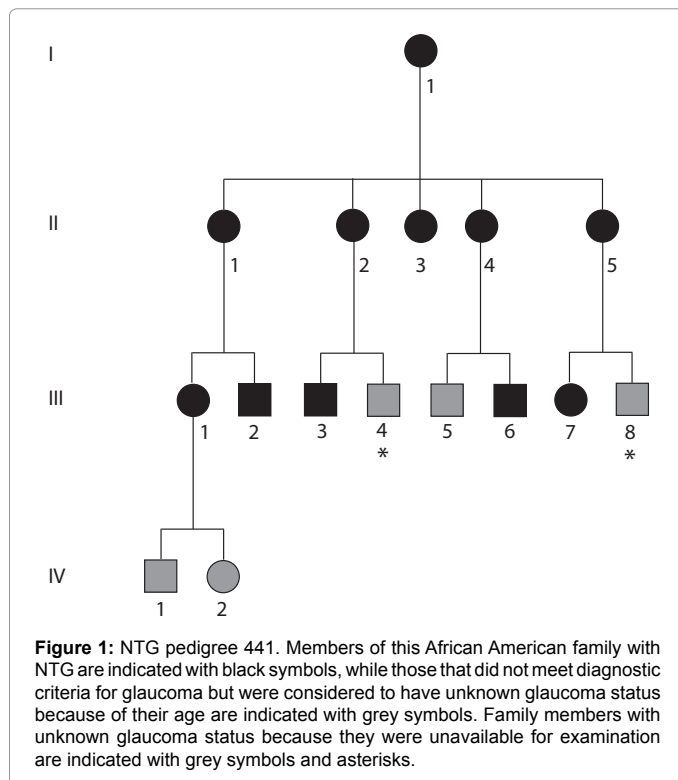 I
1
II
1 2 3 4 5
III
1 2 3 4 5 6 7 8
* *
IV
1 2
Figure 1: NTG pedigree 441. Members of this African American family with
NTG are indicated with black symbols, while those that did not meet diagnostic
criteria for glaucoma but were considered to have unknown glaucoma status
because of their age are indicated with grey symbols. Family members with
unknown glaucoma status because they were unavailable for examination
are indicated with grey symbols and asterisks.